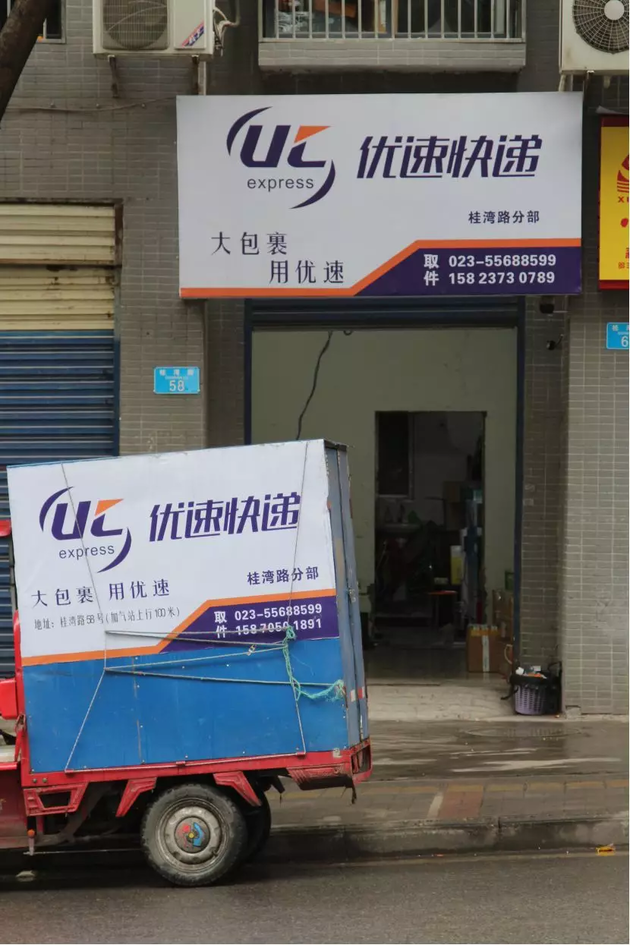 UC
express
优速快递
桂湾路分部
大包裹
用优速
取件
023-55688599
158 2373 0789
58
6
UC
express
优速快递
桂湾路分部
大包裹 用优速
地址：桂湾路58号（加气站上行100米）
取件
023-55688599
158 7050 1891